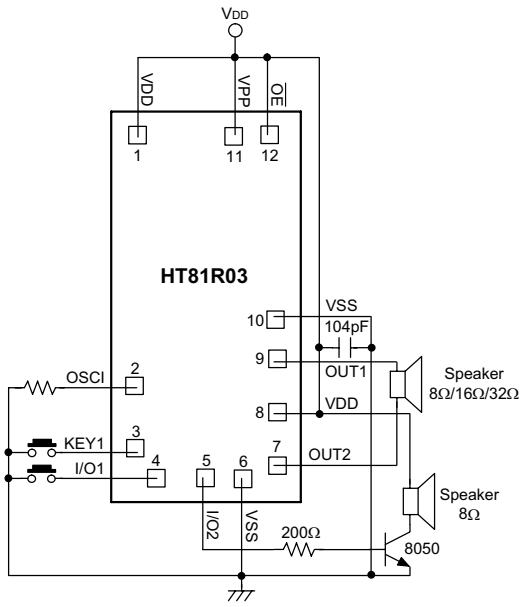 VDD
VDD
VPP
OE
1
11
12
HT81R03
VSS
10
104pF
9
OUT1
Speaker
8Ω/16Ω/32Ω
OSCI
2
8
VDD
KEY1
3
7
OUT2
I/O1
4
5
6
I/O2
VSS
Speaker
8Ω
200Ω
8050